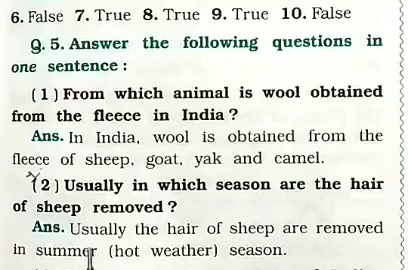 6. False 7. True 8. True 9. True 10. False
Q. 5. Answer the following questions in
one sentence :
(1) From which animal is wool obtained
from the fleece in India ?
Ans. In India, wool is obtained from the
fleece of sheep, goat, yak and camel.
(2) Usually in which season are the hair
of sheep removed ?
Ans. Usually the hair of sheep are removed
in summer (hot weather) season.